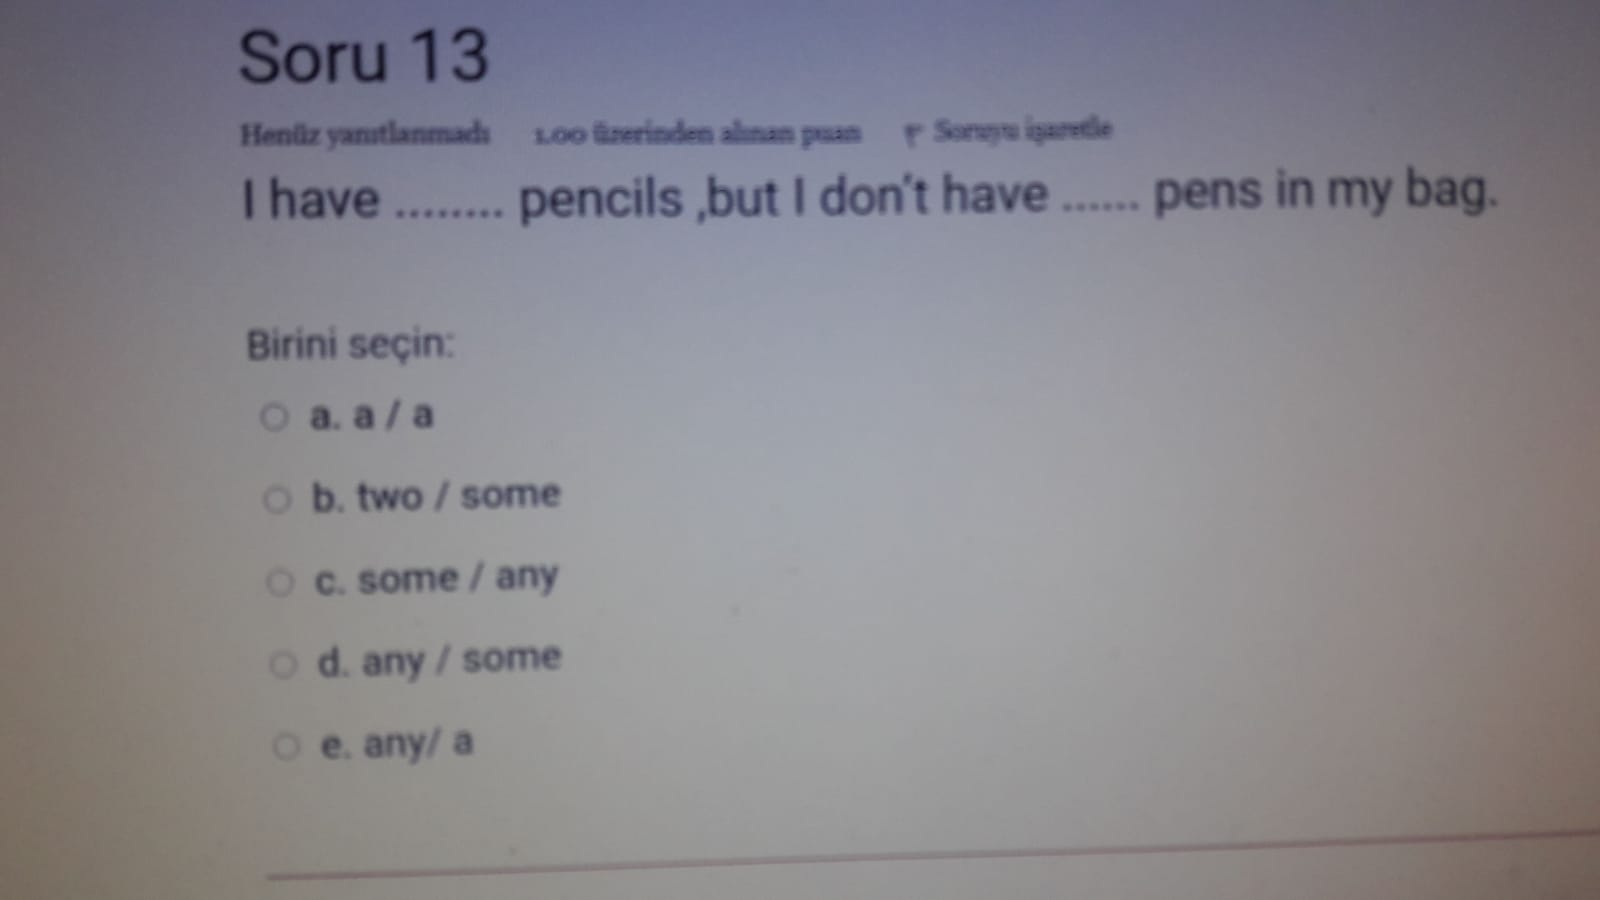 Soru 13
Henüz yanıtlanmadı 1.00 üzerinden alınan puan Soruyu işaretle
I have ........ pencils ,but I don't have ...... pens in my bag.
Birini seçin:
a. a / a
b. two / some
c. some / any
d. any / some
e. any/ a